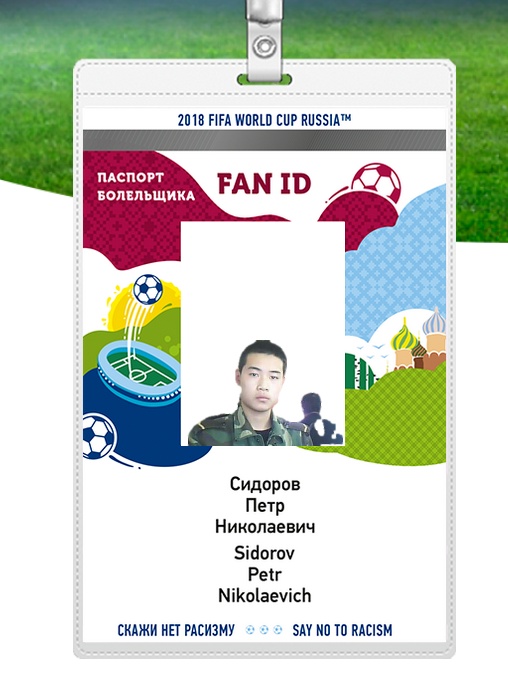 2018 FIFA WORLD CUP RUSSIA™
ПАСПОРТ
БОЛЕЛЬЩИКА
FAN ID
Сидоров
Петр
Николаевич
Sidorov
Petr
Nikolaevich
СКАЖИ НЕТ РАСИЗМУ SAY NO TO RACISM